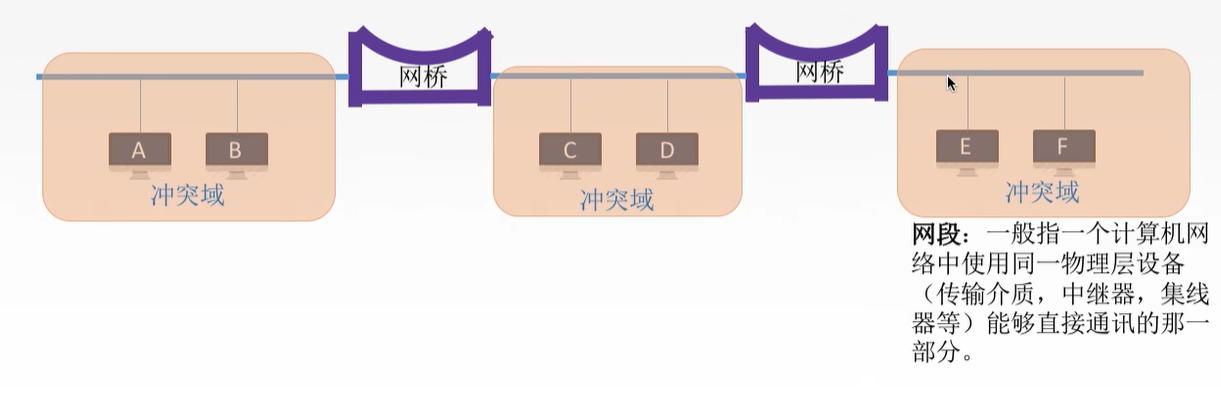 网桥
网桥
A
B
C
D
E
F
冲突域
冲突域
冲突域
网段：一般指一个计算机网
络中使用同一物理层设备
（传输介质，中继器，集线
器等）能够直接通讯的那一
部分。